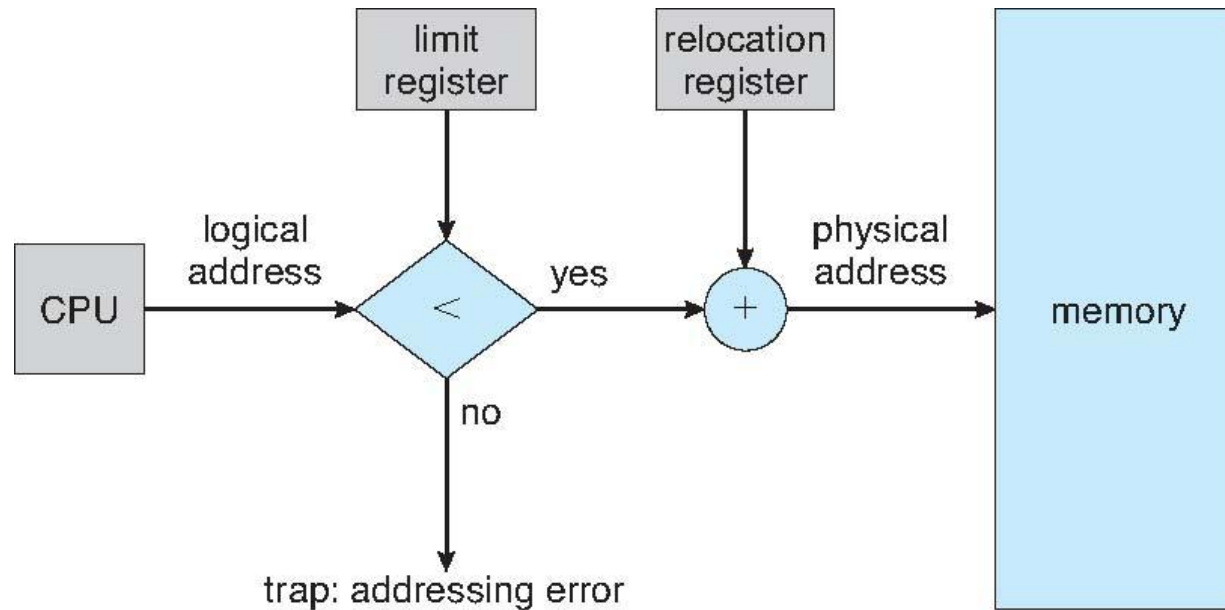 limit
register
relocation
register
logical
address
physical
address
CPU
<
yes
+
memory
no
trap: addressing error